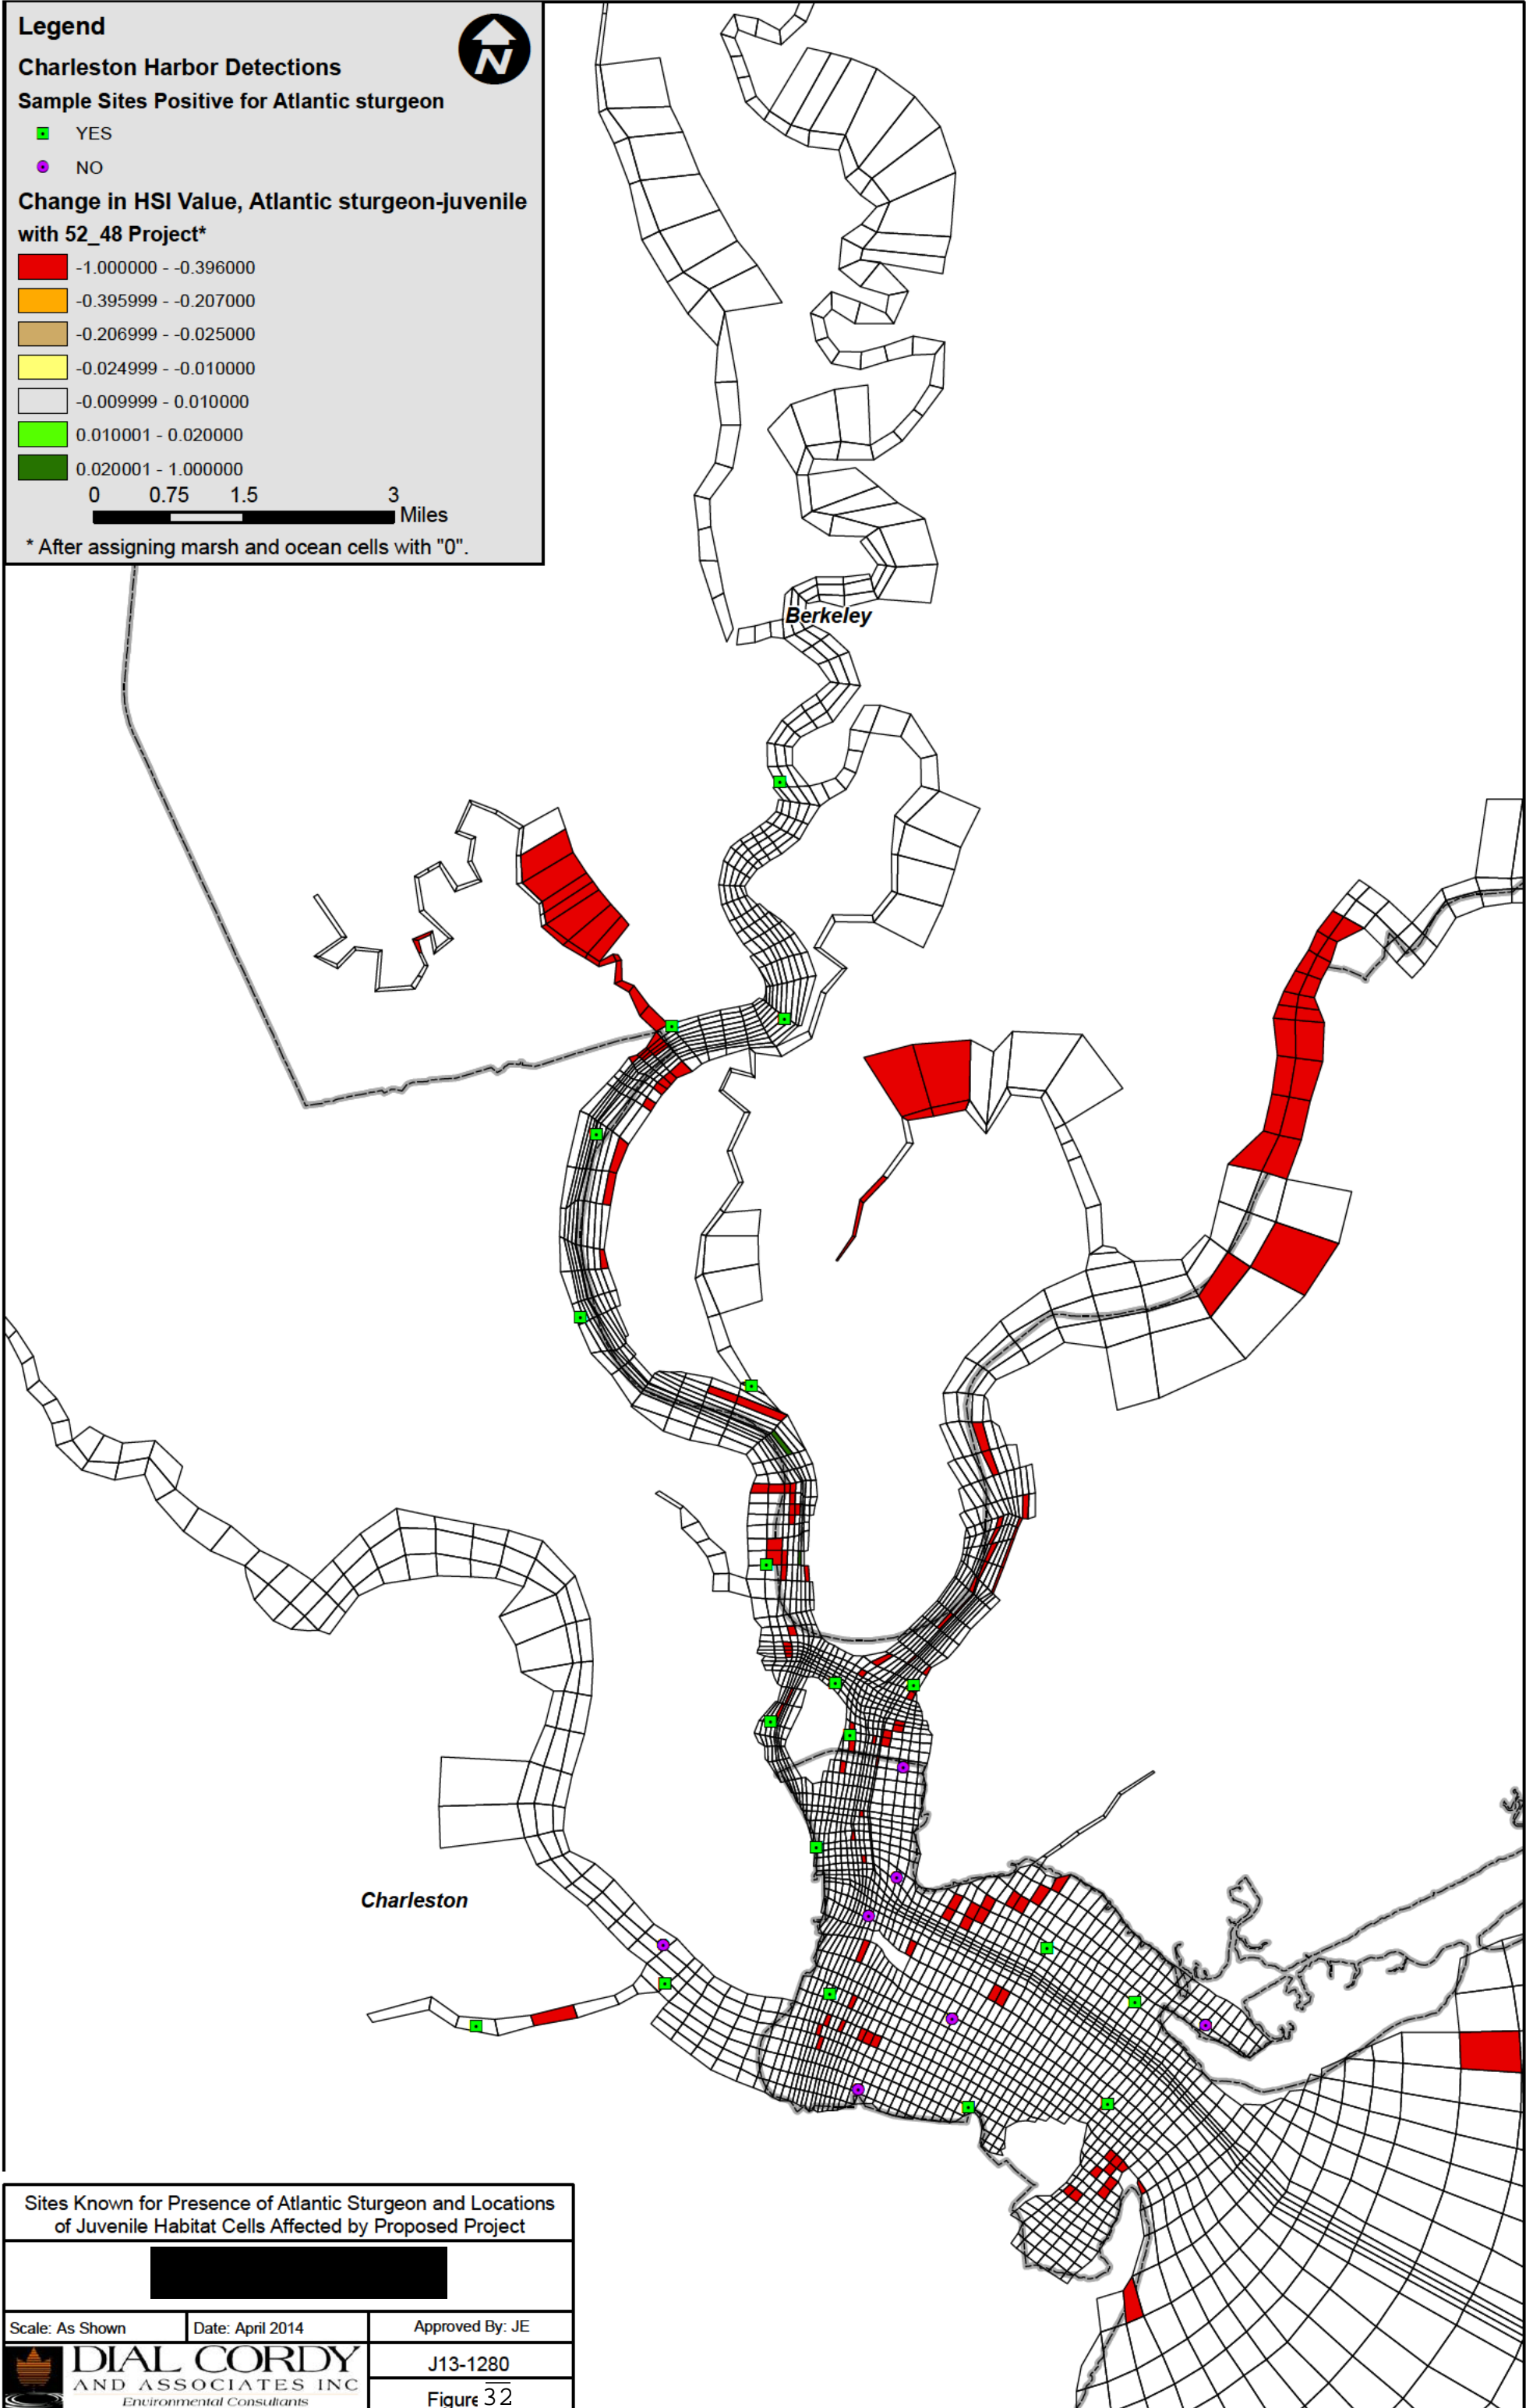 Legend
Charleston Harbor Detections
Sample Sites Positive for Atlantic sturgeon
YES
NO
Change in HSI Value, Atlantic sturgeon-juvenile
with 52_48 Project*
-1.000000 - -0.396000
-0.395999 - -0.207000
-0.206999 - -0.025000
-0.024999 - -0.010000
-0.009999 - 0.010000
0.010001 - 0.020000
0.020001 - 1.000000
0 0.75 1.5 3
Miles
* After assigning marsh and ocean cells with "0".
N
Berkeley
Charleston
Sites Known for Presence of Atlantic Sturgeon and Locations
of Juvenile Habitat Cells Affected by Proposed Project
Scale: As Shown
Date: April 2014
Approved By: JE
DIAL CORDY
AND ASSOCIATES INC
Environmental Consultants
J13-1280
Figure 32